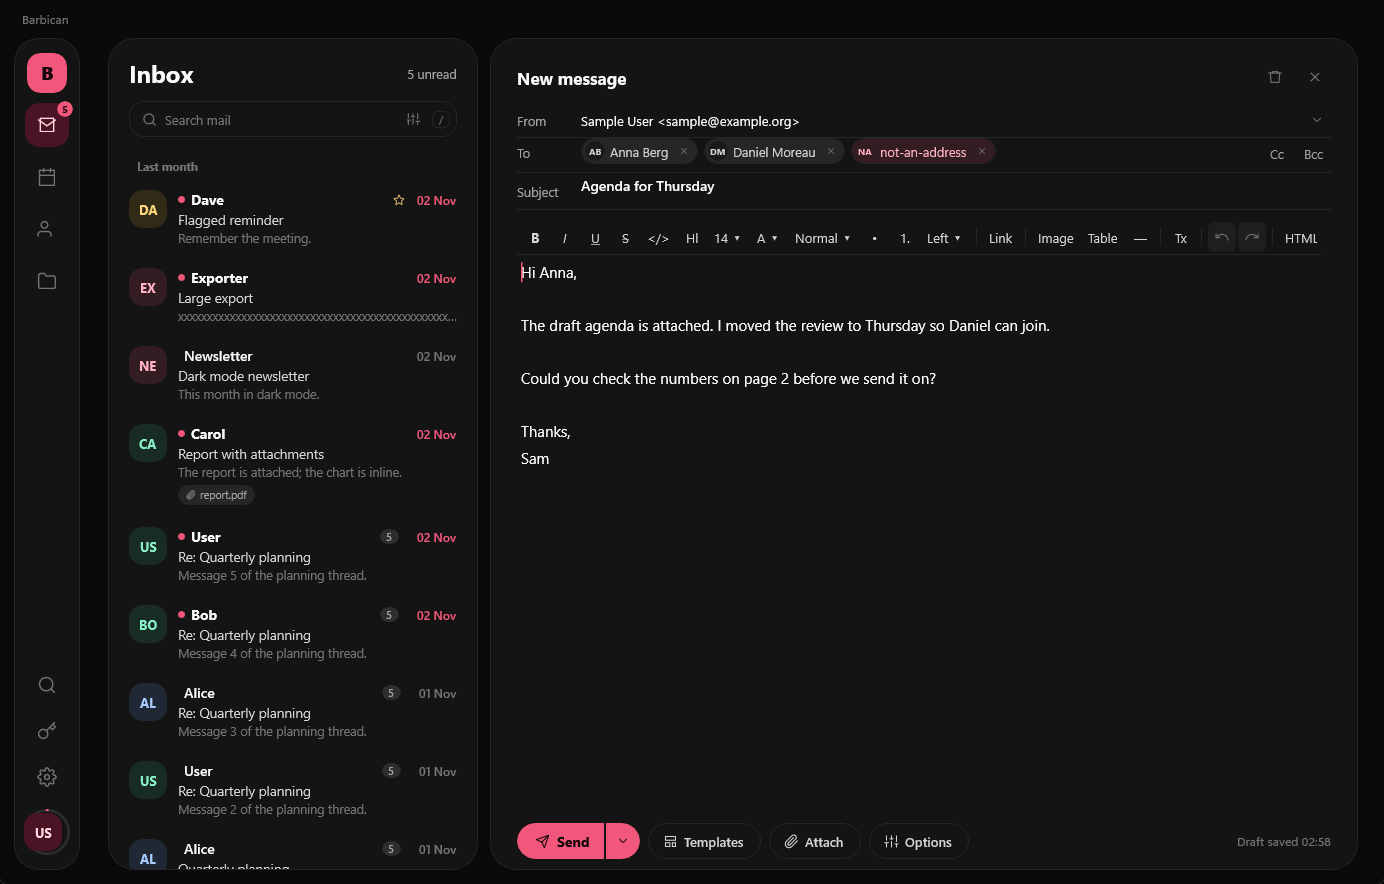 Barbican
B
5
US
Inbox
5 unread
Search mail /
Last month
DA Dave 02 Nov
Flagged reminder
Remember the meeting.
EX Exporter 02 Nov
Large export
NE Newsletter 02 Nov
Dark mode newsletter
This month in dark mode.
CA Carol 02 Nov
Report with attachments
The report is attached; the chart is inline.
report.pdf
US User 5 02 Nov
Re: Quarterly planning
Message 5 of the planning thread.
BO Bob 5 02 Nov
Re: Quarterly planning
Message 4 of the planning thread.
AL Alice 5 01 Nov
Re: Quarterly planning
Message 3 of the planning thread.
US User 5 01 Nov
Re: Quarterly planning
Message 2 of the planning thread.
AL Alice 5 01 Nov
Quarterly planning
New message
From Sample User <sample@example.org>
To AB Anna Berg × DM Daniel Moreau × NA not-an-address × Cc Bcc
Subject Agenda for Thursday
B I U S </> Hl 14 ▾ A ▾ Normal ▾ • 1. Left ▾ Link Image Table — Tx HTML
Hi Anna,
The draft agenda is attached. I moved the review to Thursday so Daniel can join.
Could you check the numbers on page 2 before we send it on?
Thanks,
Sam
Send Templates Attach Options Draft saved 02:58